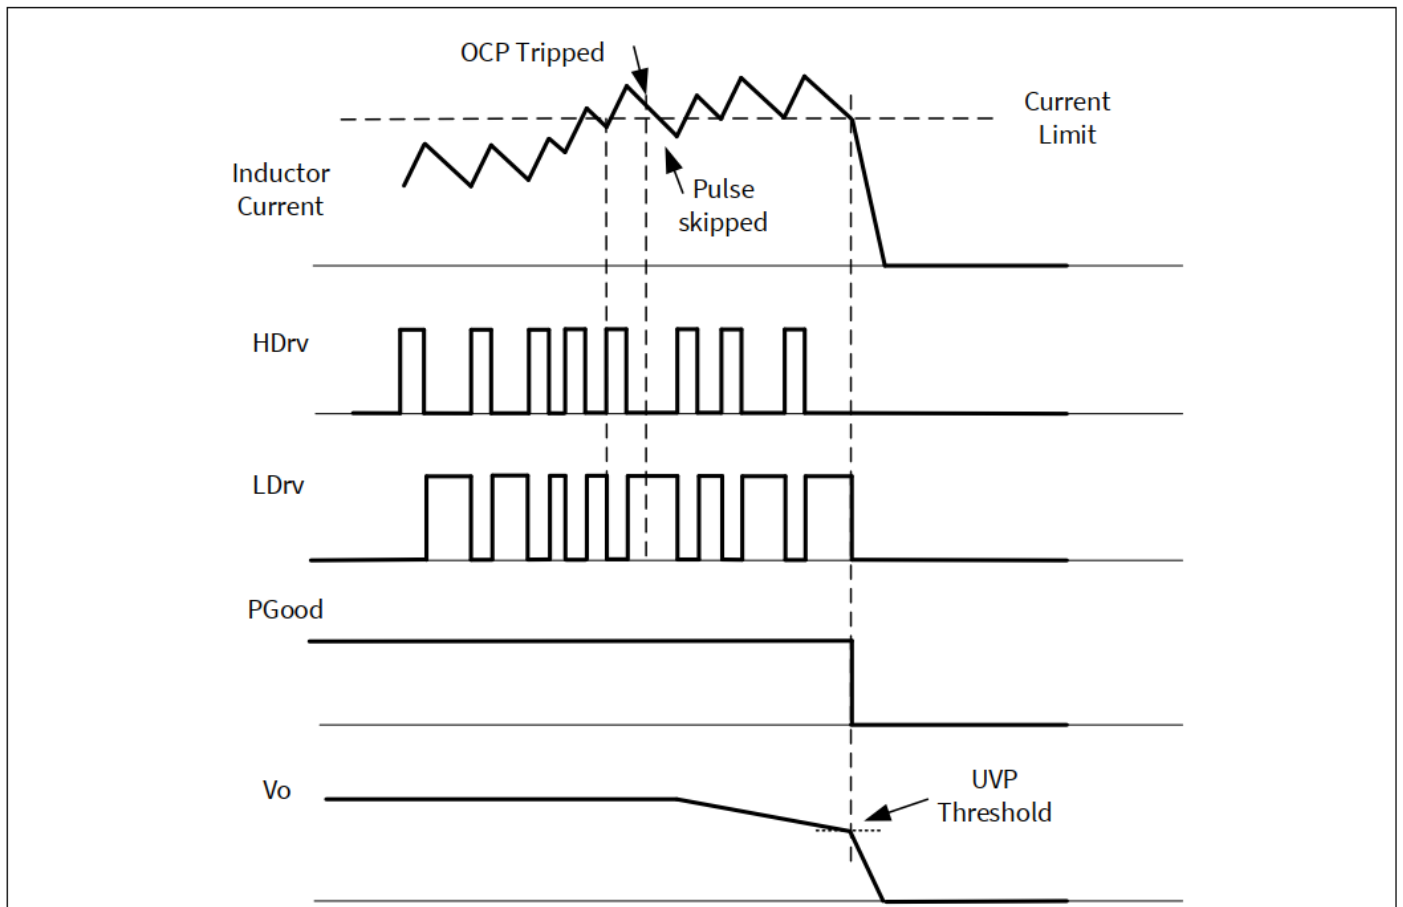 OCP Tripped
Current
Limit
Inductor
Current
Pulse
skipped
HDrv
LDrv
PGood
Vo
UVP
Threshold